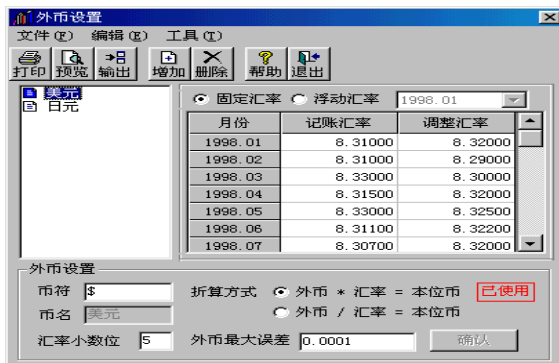 外币设置
文件(F) 编辑(E) 工具(T)
打印 预览 输出 增加 删除 帮助 退出
美元
日元
固定汇率 浮动汇率 1998.01
月份 记账汇率 调整汇率
1998.01 8.31000 8.32000
1998.02 8.31000 8.29000
1998.03 8.33000 8.30000
1998.04 8.31500 8.32000
1998.05 8.33000 8.32500
1998.06 8.31100 8.32200
1998.07 8.30700 8.32000
外币设置
币符 $ 折算方式 外币 * 汇率 = 本位币 已使用
币名 美元 外币 / 汇率 = 本位币
汇率小数位 5 外币最大误差 0.0001 确认